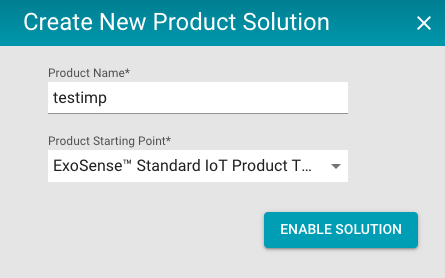 Create New Product Solution
Product Name*
testimp
Product Starting Point*
ExoSense™ Standard IoT Product T...
ENABLE SOLUTION